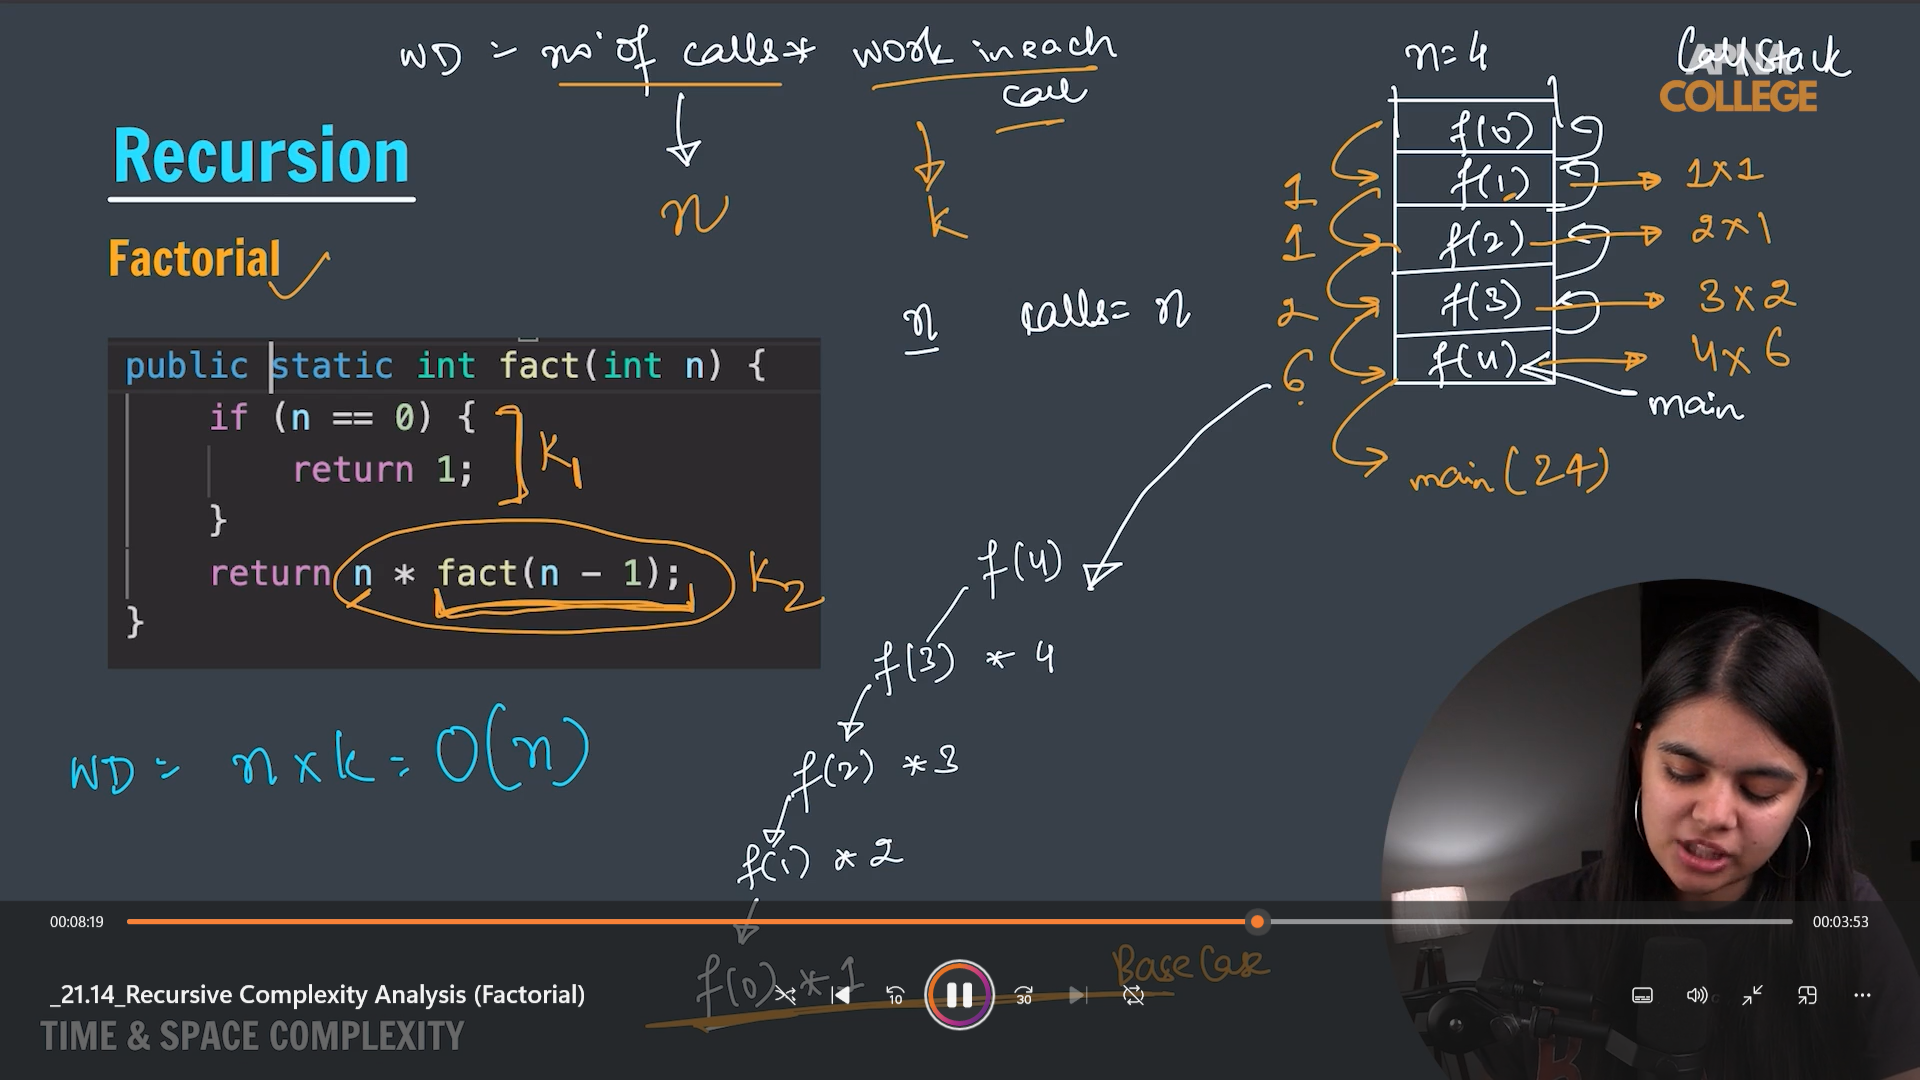 WD = no. of calls * work in each call
n
k
n=4
Call Stack
APNA COLLEGE
Recursion
Factorial
public static int fact(int n) {
if (n == 0) {
return 1;
}
return n * fact(n - 1);
}
K1
K2
n calls = n
f(0)
f(1) 1x1
f(2) 2x1
f(3) 3x2
f(4) 4x6
1
1
2
6
main
main (24)
f(4)
f(3) * 4
f(2) * 3
f(1) * 2
f(0) * 1
Base Case
WD = n x k = O(n)
00:08:19
00:03:53
_21.14_Recursive Complexity Analysis (Factorial)
10
30
TIME & SPACE COMPLEXITY